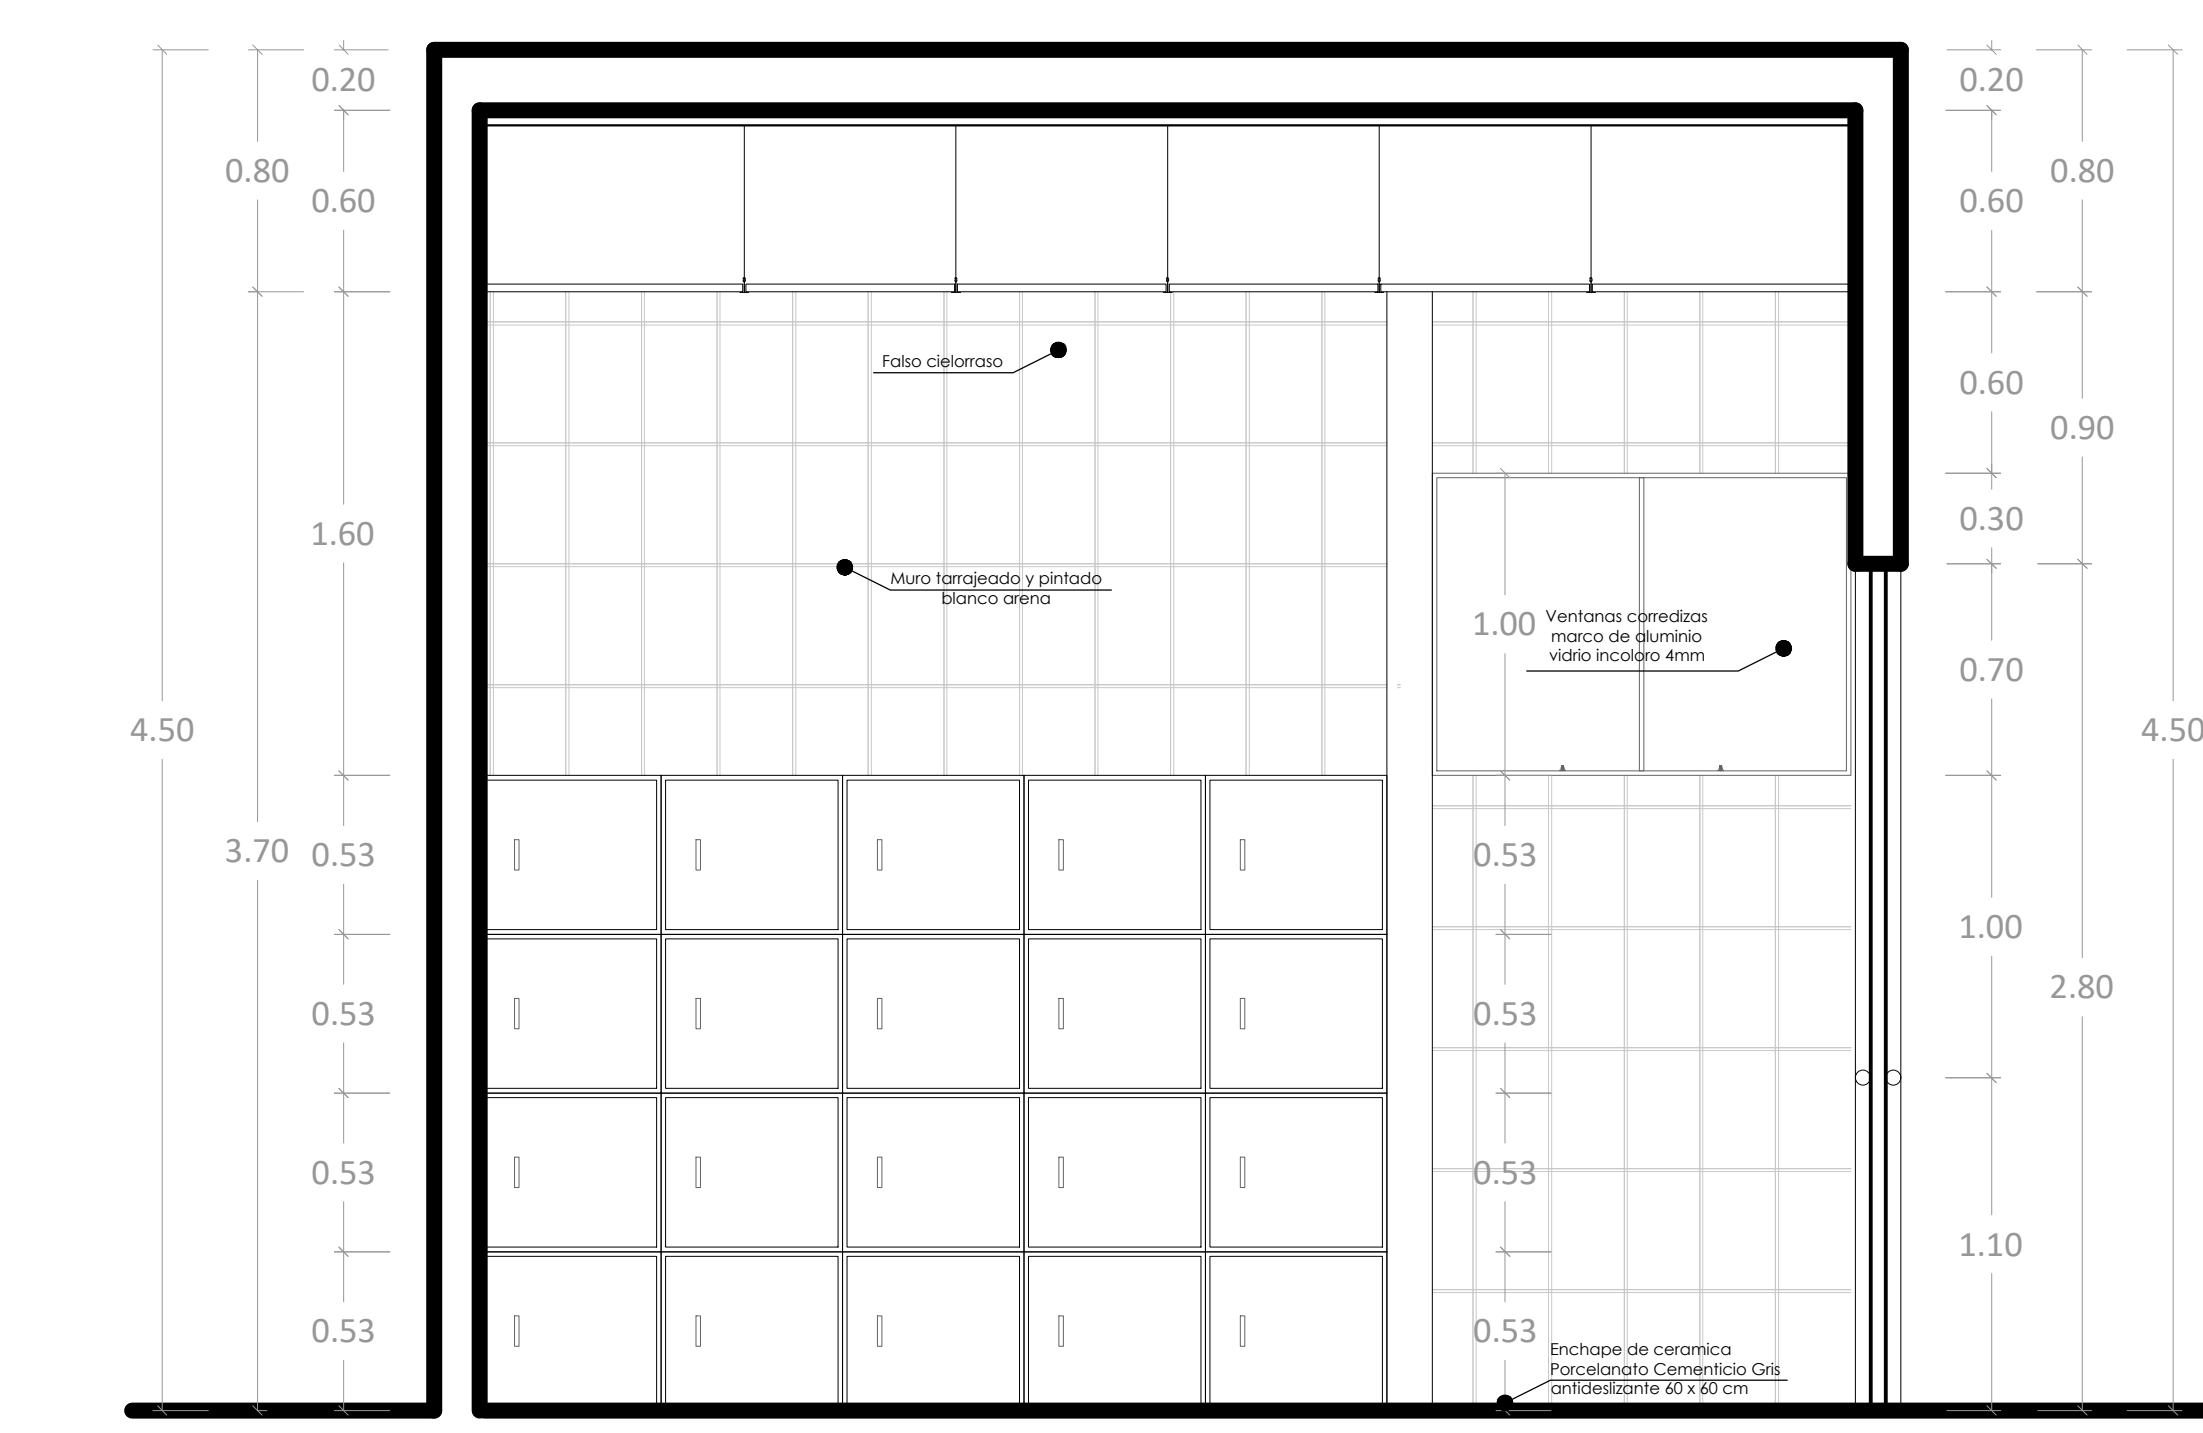 0.20
0.20
0.80
0.80
0.60
0.60
Falso cielorraso
0.60
0.90
1.60
0.30
Muro tarrajeado y pintado
blanco arena
1.00
Ventanas corredizas
marco de aluminio
vidrio incoloro 4mm
0.70
4.50
4.50
3.70
0.53
0.53
1.00
2.80
0.53
0.53
0.53
0.53
1.10
0.53
0.53
Enchape de ceramica
Porcelanato Cementicio Gris
antideslizante 60 x 60 cm